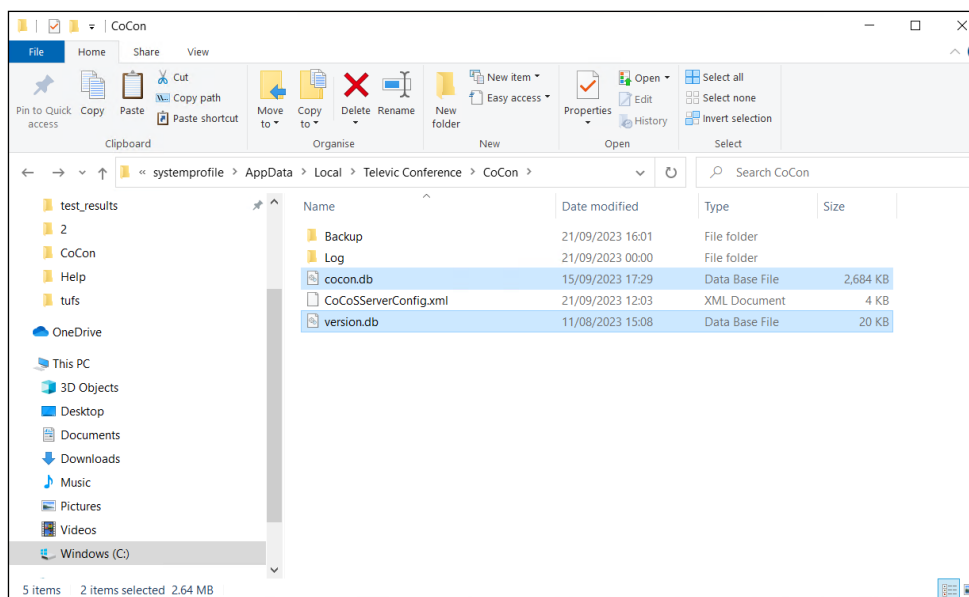 CoCon
File Home Share View
Pin to Quick access
Copy
Paste
Cut
Copy path
Paste shortcut
Move to
Copy to
Delete
Rename
New folder
New item
Easy access
Properties
Open
Edit
History
Select all
Select none
Invert selection
Clipboard Organise New Open Select
« systemprofile > AppData > Local > Televic Conference > CoCon >
Search CoCon
Name Date modified Type Size
Backup 21/09/2023 16:01 File folder
Log 21/09/2023 00:00 File folder
cocon.db 15/09/2023 17:29 Data Base File 2,684 KB
CoCoSServerConfig.xml 21/09/2023 12:03 XML Document 4 KB
version.db 11/08/2023 15:08 Data Base File 20 KB
test_results
2
CoCon
Help
tufs
OneDrive
This PC
3D Objects
Desktop
Documents
Downloads
Music
Pictures
Videos
Windows (C:)
5 items 2 items selected 2.64 MB